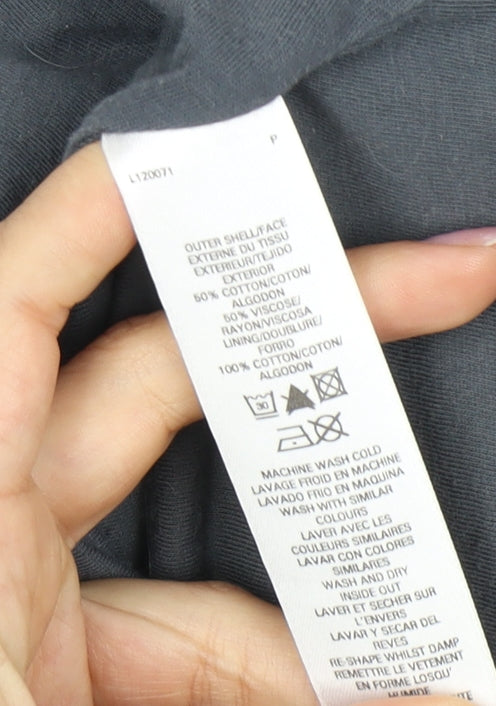 P
L120071
OUTER SHELL/FACE
EXTERNE DU TISSU
EXTERIEUR/TEJIDO
EXTERIOR
50% COTTON/COTON/
ALGODON
50% VISCOSE/
RAYON/VISCOSA
LINING/DOUBLURE/
FORRO
100% COTTON/COTON/
ALGODON
30
MACHINE WASH COLD
LAVAGE FROID EN MACHINE
LAVADO FRIO EN MAQUINA
WASH WITH SIMILAR
COLOURS
LAVER AVEC LES
COULEURS SIMILAIRES
LAVAR CON COLORES
SIMILARES
WASH AND DRY
INSIDE OUT
LAVER ET SECHER SUR
L'ENVERS
LAVAR Y SECAR DEL
REVES
RE-SHAPE WHILST DAMP
REMETTRE LE VETEMENT
EN FORME LOSQU'
HUMIDE